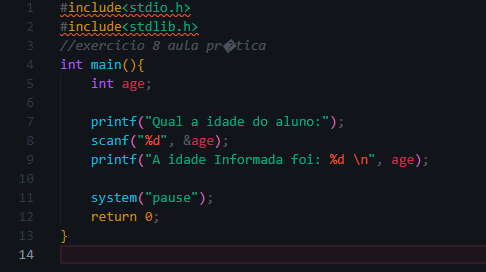 1 #include<stdio.h>
2 #include<stdlib.h>
3 //exercicio 8 aula pr�tica
4 int main(){
5 int age;
6
7 printf("Qual a idade do aluno:");
8 scanf("%d", &age);
9 printf("A idade Informada foi: %d \n", age);
10
11 system("pause");
12 return 0;
13 }
14